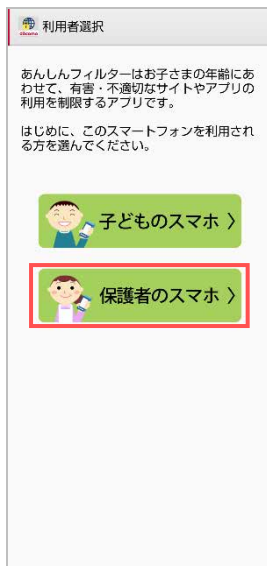 利用者選択
あんしんフィルターはお子さまの年齢にあ
わせて、有害・不適切なサイトやアプリの
利用を制限するアプリです。
はじめに、このスマートフォンを利用され
る方を選んでください。
子どものスマホ 〉
保護者のスマホ 〉